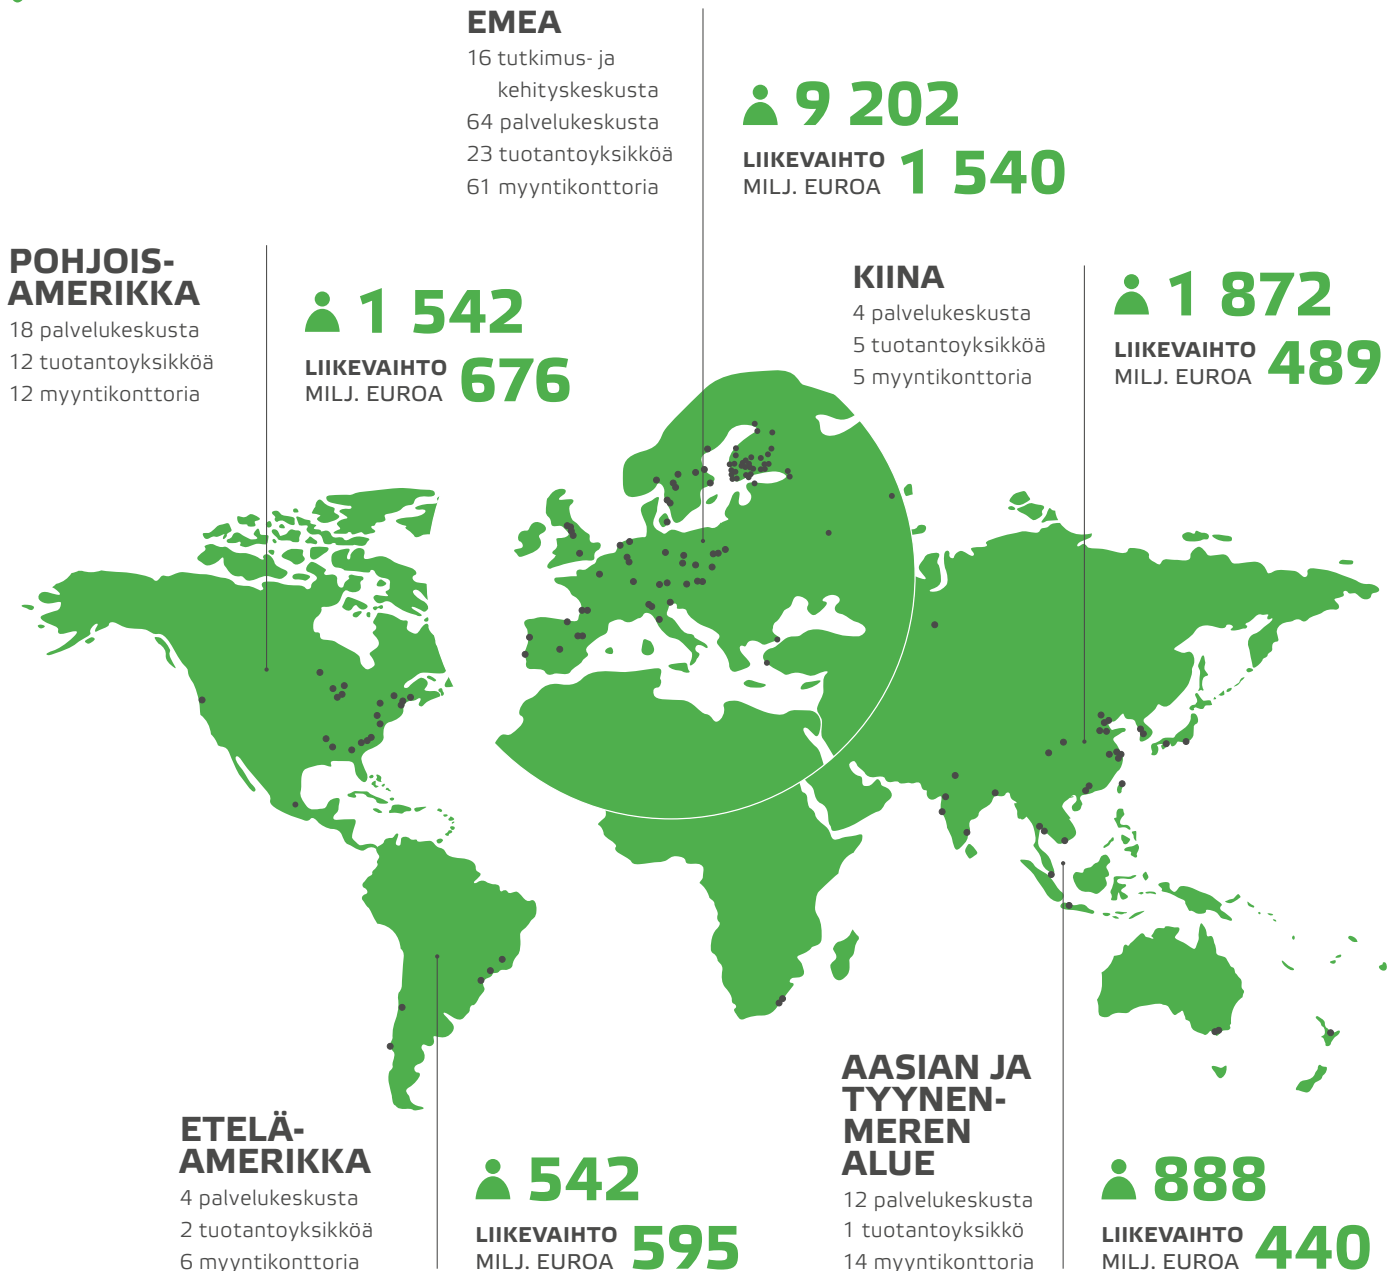 EMEA
16 tutkimus- ja
kehityskeskusta
64 palvelukeskusta
23 tuotantoyksikköä
61 myyntikonttoria
9 202
LIIKEVAIHTO
MILJ. EUROA
1 540
POHJOIS-
AMERIKKA
18 palvelukeskusta
12 tuotantoyksikköä
12 myyntikonttoria
1 542
LIIKEVAIHTO
MILJ. EUROA
676
KIINA
4 palvelukeskusta
5 tuotantoyksikköä
5 myyntikonttoria
1 872
LIIKEVAIHTO
MILJ. EUROA
489
ETELÄ-
AMERIKKA
4 palvelukeskusta
2 tuotantoyksikköä
6 myyntikonttoria
542
LIIKEVAIHTO
MILJ. EUROA
595
AASIAN JA
TYYNEN-
MEREN
ALUE
12 palvelukeskusta
1 tuotantoyksikkö
14 myyntikonttoria
888
LIIKEVAIHTO
MILJ. EUROA
440